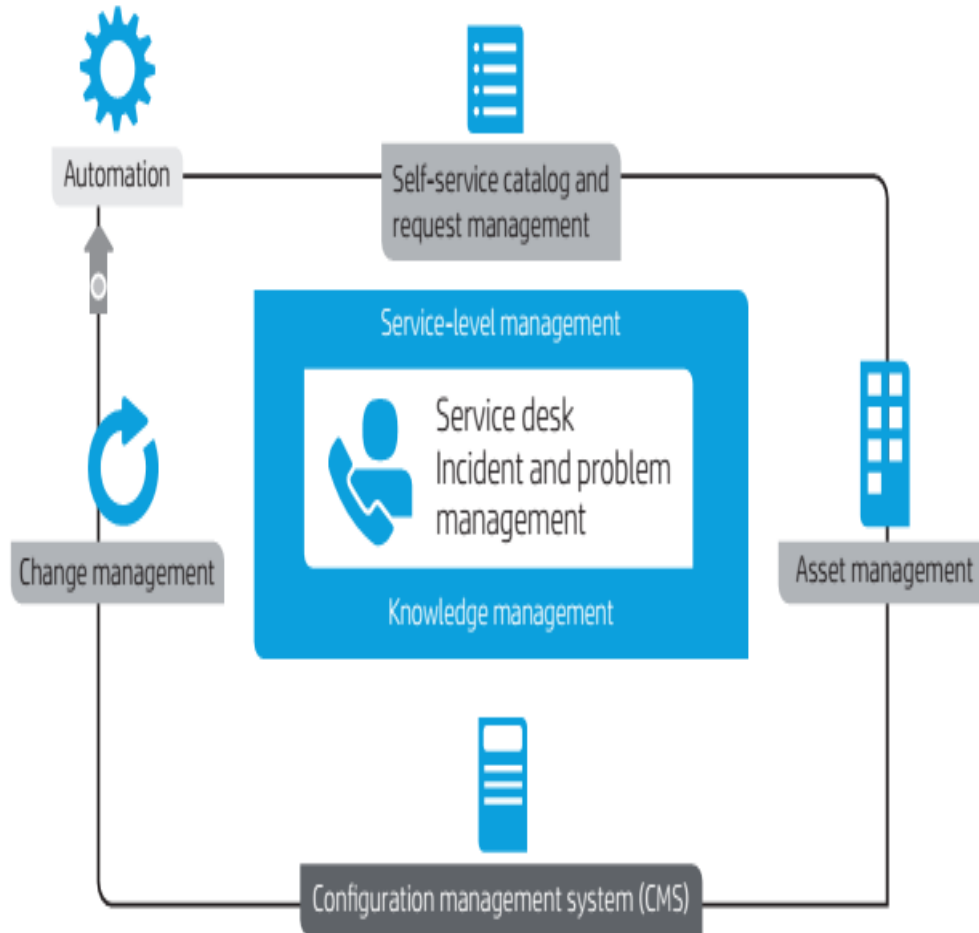 Automation
Self-service catalog and
request management
Service-level management
Service desk
Incident and problem
management
Knowledge management
Change management
Asset management
Configuration management system (CMS)